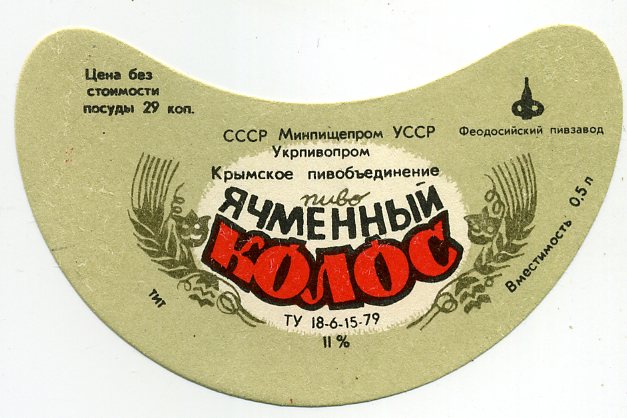 Цена без
стоимости
посуды 29 коп.
СССР Минпищепром УССР
Укрпивопром
Крымское пивобъединение
Феодосийский пивзавод
пиво
ЯЧМЕННЫЙ
КОЛОС
ТУ 18-6-15-79
11 %
Вместимость 0,5 л
тит